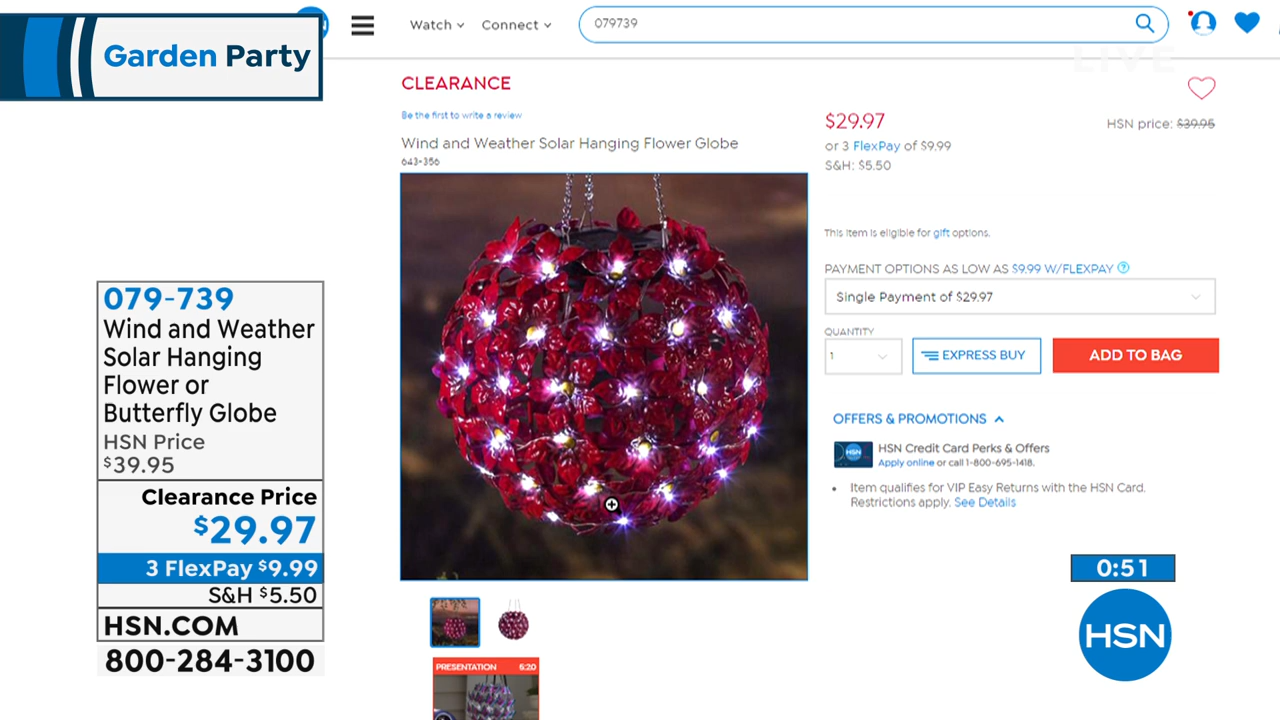 Garden Party
Watch
Connect
079739
LIVE
CLEARANCE
Be the first to write a review
Wind and Weather Solar Hanging Flower Globe
643-356
$29.97
HSN price: $39.95
or 3 FlexPay of $9.99
S&H: $5.50
This item is eligible for gift options.
PAYMENT OPTIONS AS LOW AS $9.99 W/FLEXPAY ?
Single Payment of $29.97
QUANTITY
1
EXPRESS BUY
ADD TO BAG
OFFERS & PROMOTIONS
HSN
HSN Credit Card Perks & Offers
Apply online or call 1-800-695-1418.
• Item qualifies for VIP Easy Returns with the HSN Card.
Restrictions apply. See Details
079-739
Wind and Weather
Solar Hanging
Flower or
Butterfly Globe
HSN Price
$39.95
Clearance Price
$29.97
3 FlexPay $9.99
S&H $5.50
HSN.COM
800-284-3100
PRESENTATION 5:20
0:51
HSN